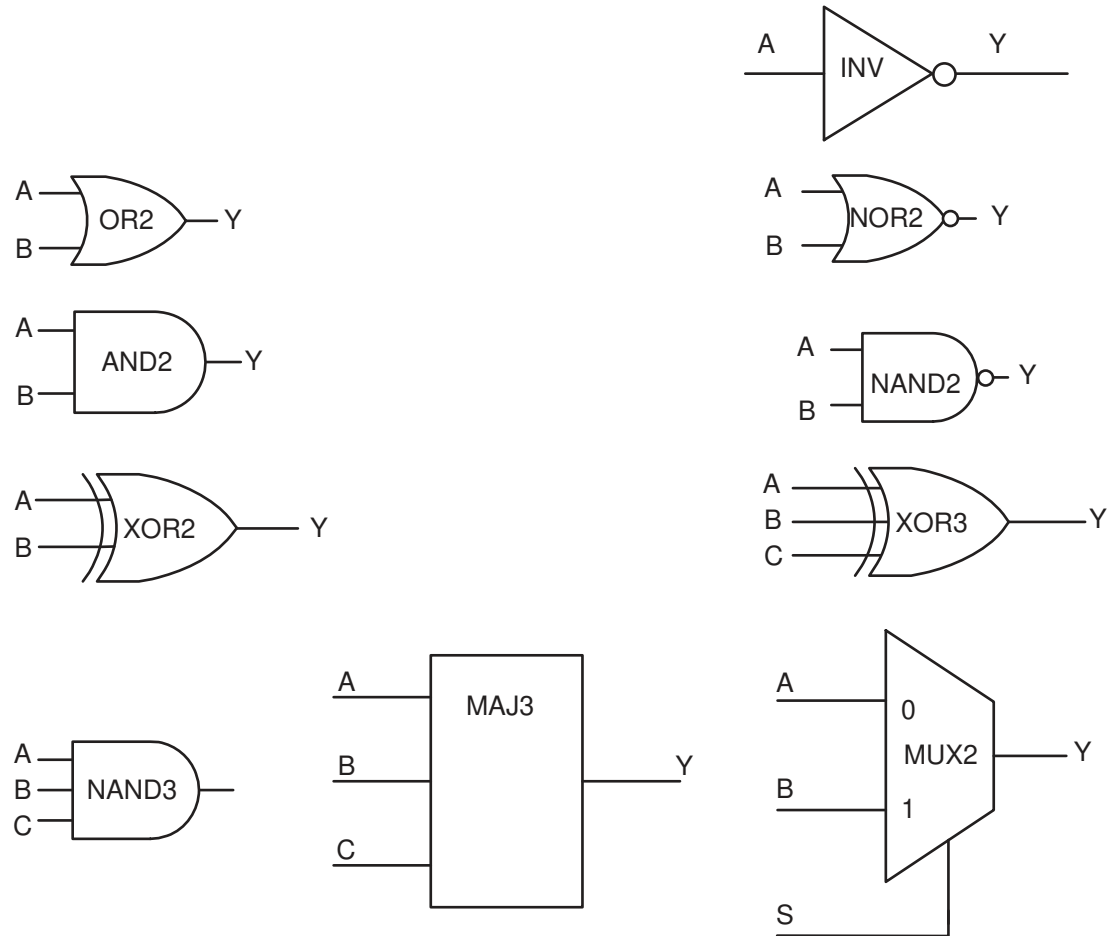 A INV Y
A OR2 Y
B
A NOR2 Y
B
A AND2 Y
B
A NAND2 Y
B
A XOR2 Y
B
A XOR3 Y
B
C
A
B NAND3
C
A MAJ3
B Y
C
A 0
MUX2 Y
B 1
S